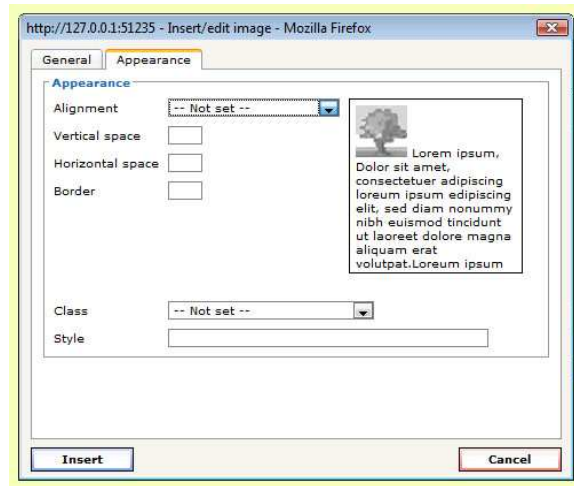 http://127.0.0.1:51235 - Insert/edit image - Mozilla Firefox
General
Appearance
Appearance
Alignment
-- Not set --
Vertical space
Horizontal space
Border
Lorem ipsum,
Dolor sit amet,
consectetuer adipiscing
loreum ipsum edipiscing
elit, sed diam nonummy
nibh euismod tincidunt
ut laoreet dolore magna
aliquam erat
volutpat.Loreum ipsum
Class
-- Not set --
Style
Insert
Cancel